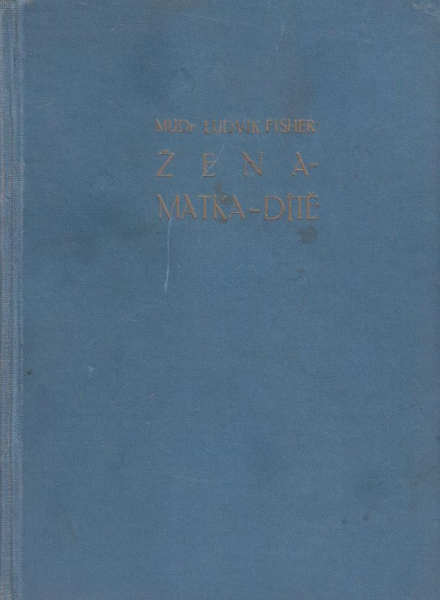 MUDr LUDVÍK FISHER
ŽENA-
MATKA-DÍTĚ